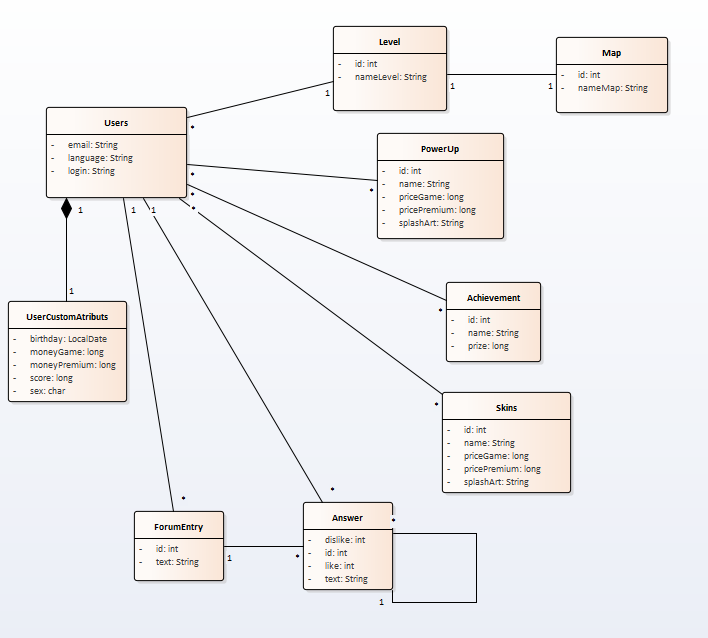 Level
- id: int
- nameLevel: String
Map
- id: int
- nameMap: String
1
1
1
Users
- email: String
- language: String
- login: String
*
PowerUp
- id: int
- name: String
- priceGame: long
- pricePremium: long
- splashArt: String
*
*
*
*
1
1
1
Achievement
- id: int
- name: String
- prize: long
*
1
UserCustomAtributs
- birthday: LocalDate
- moneyGame: long
- moneyPremium: long
- score: long
- sex: char
Skins
- id: int
- name: String
- priceGame: long
- pricePremium: long
- splashArt: String
*
*
*
ForumEntry
- id: int
- text: String
1
*
Answer
- dislike: int
- id: int
- like: int
- text: String
*
1